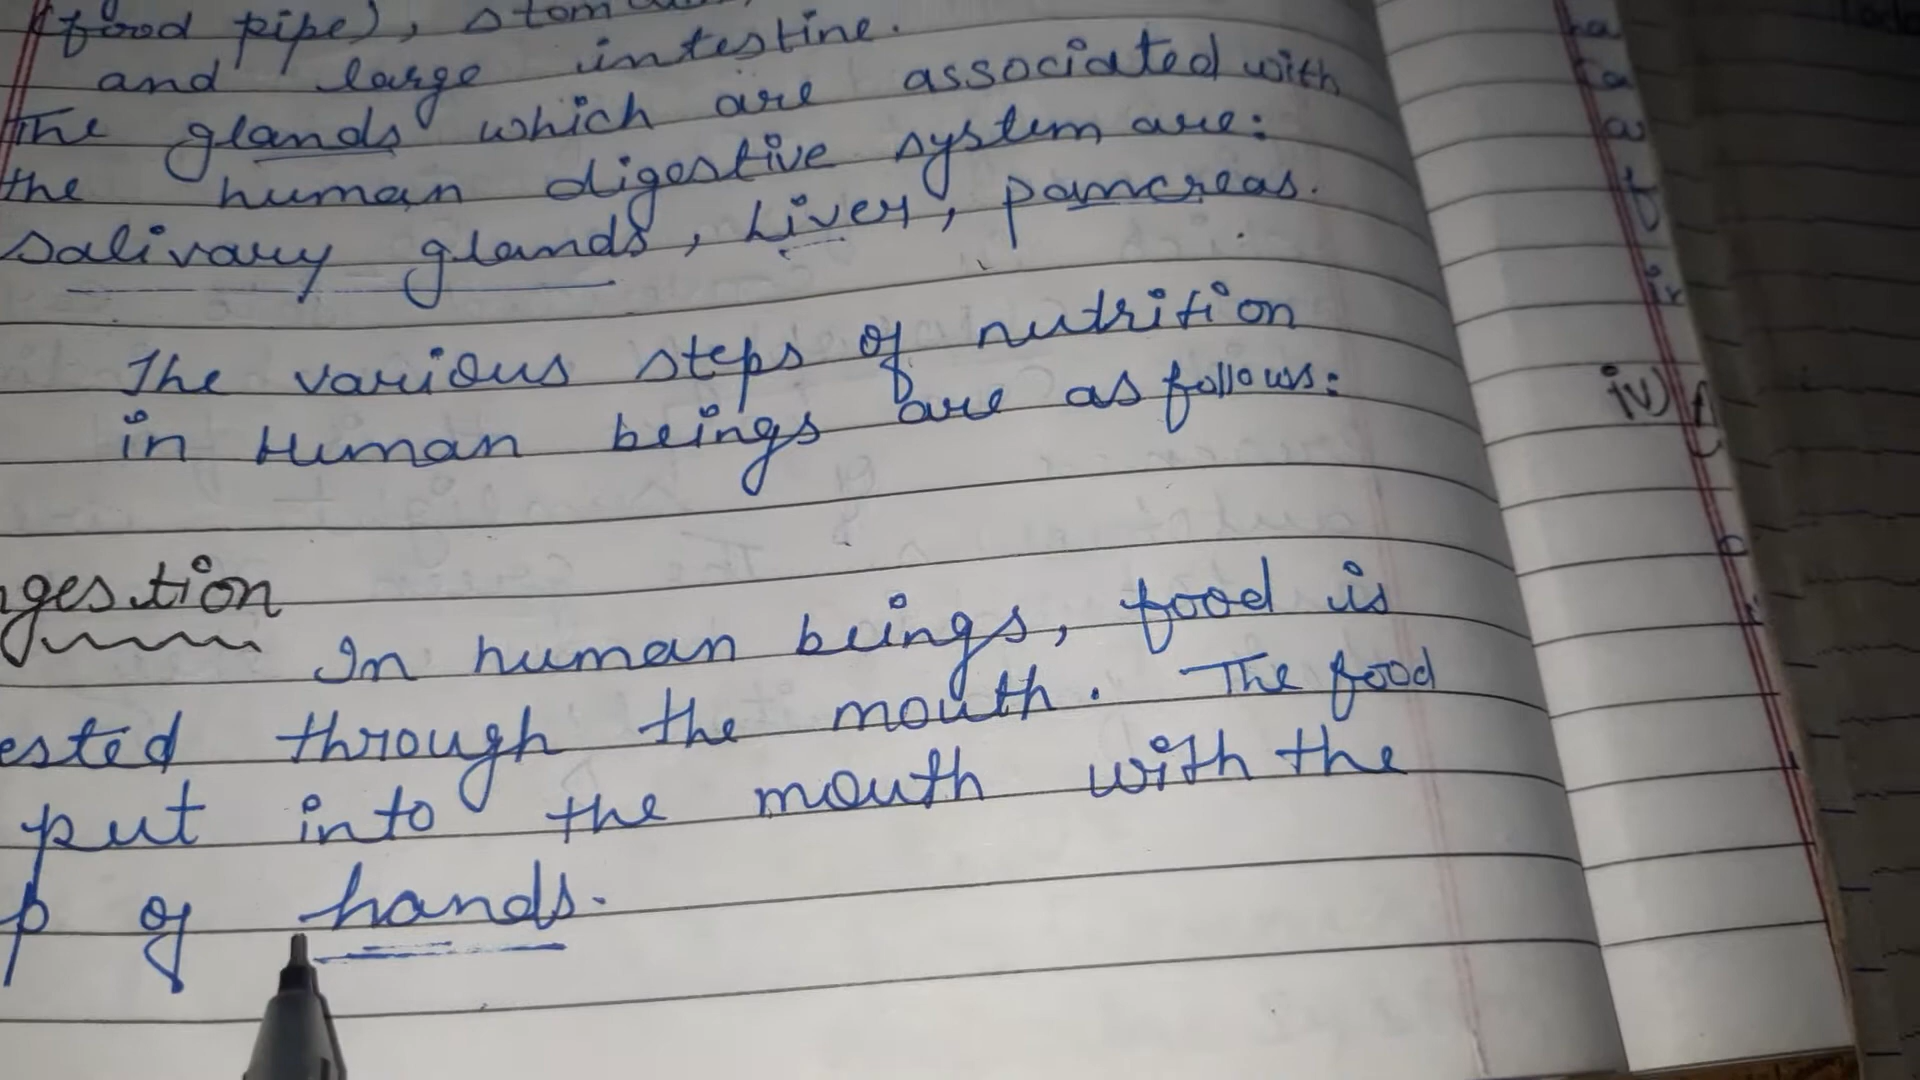 (food pipe), stom
and large intestine.
The glands which are associated with
the human digestive system are:
salivary glands, Liver, pancreas.
The various steps of nutrition
in Human beings are as follows:
ngestion
In human beings, food is
ested through the mouth. The food
put into the mouth with the
p of hands.
iv)